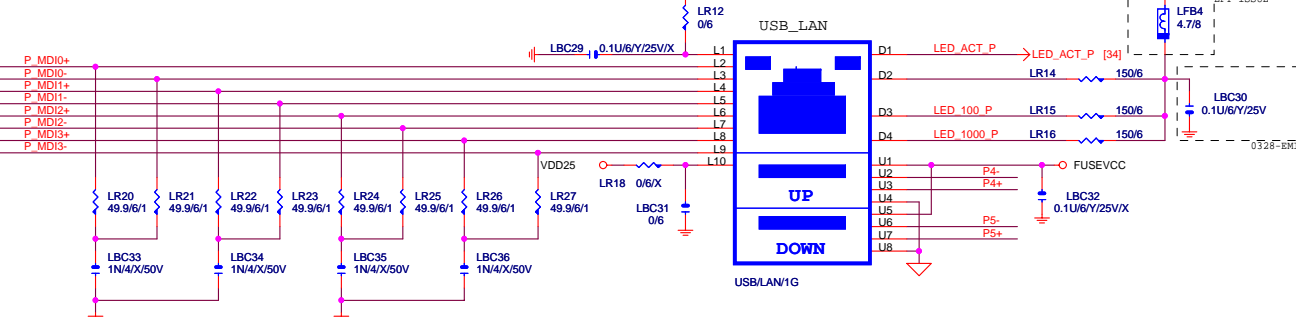 LR12
0/6
USB_LAN
LFB4
4.7/8
LBC29
0.1U/6/Y/25V/X
P_MDI0+
P_MDI0-
P_MDI1+
P_MDI1-
P_MDI2+
P_MDI2-
P_MDI3+
P_MDI3-
L1
L2
L3
L4
L5
L6
L7
L8
L9
L10
D1
D2
D3
D4
U1
U2
U3
U4
U5
U6
U7
U8
LED_ACT_P
LED_ACT_P [34]
LR14
150/6
LED_100_P
LR15
150/6
LED_1000_P
LR16
150/6
LBC30
0.1U/6/Y/25V
VDD25
LR18
0/6/X
LBC31
0/6
FUSEVCC
P4-
P4+
P5-
P5+
LBC32
0.1U/6/Y/25V/X
UP
DOWN
USB/LAN/1G
LR20
49.9/6/1
LR21
49.9/6/1
LR22
49.9/6/1
LR23
49.9/6/1
LR24
49.9/6/1
LR25
49.9/6/1
LR26
49.9/6/1
LR27
49.9/6/1
LBC33
1N/4/X/50V
LBC34
1N/4/X/50V
LBC35
1N/4/X/50V
LBC36
1N/4/X/50V